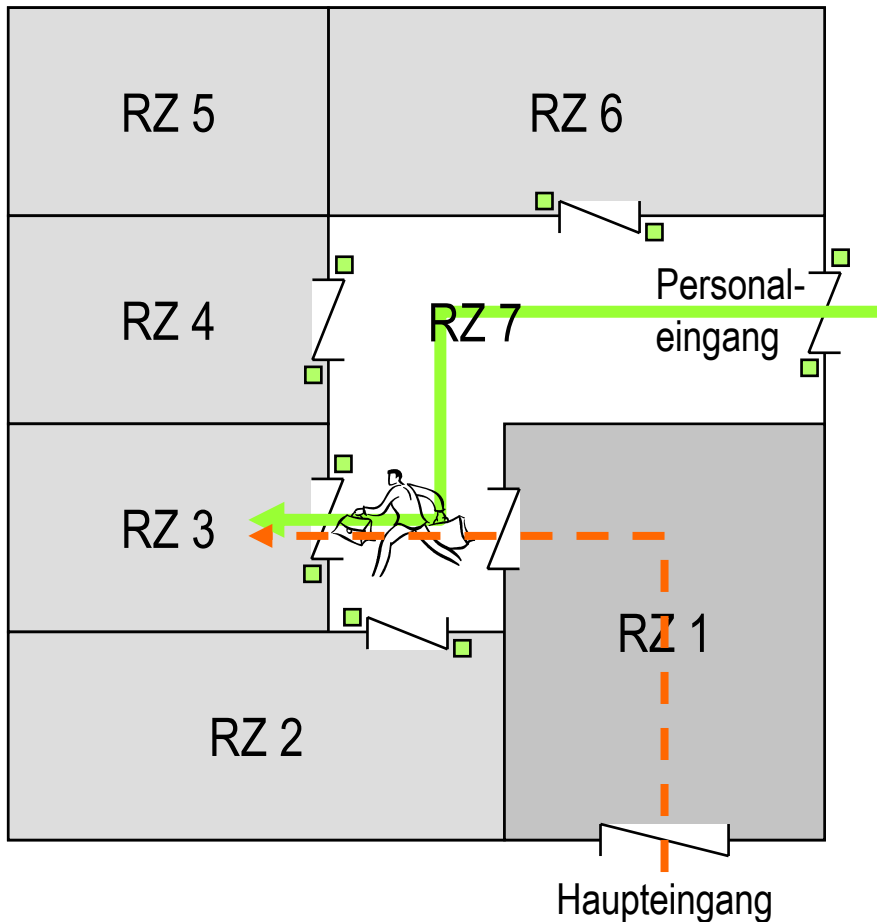 RZ 5
RZ 6
RZ 4
RZ 7
Personal-
eingang
RZ 3
RZ 1
RZ 2
Haupteingang